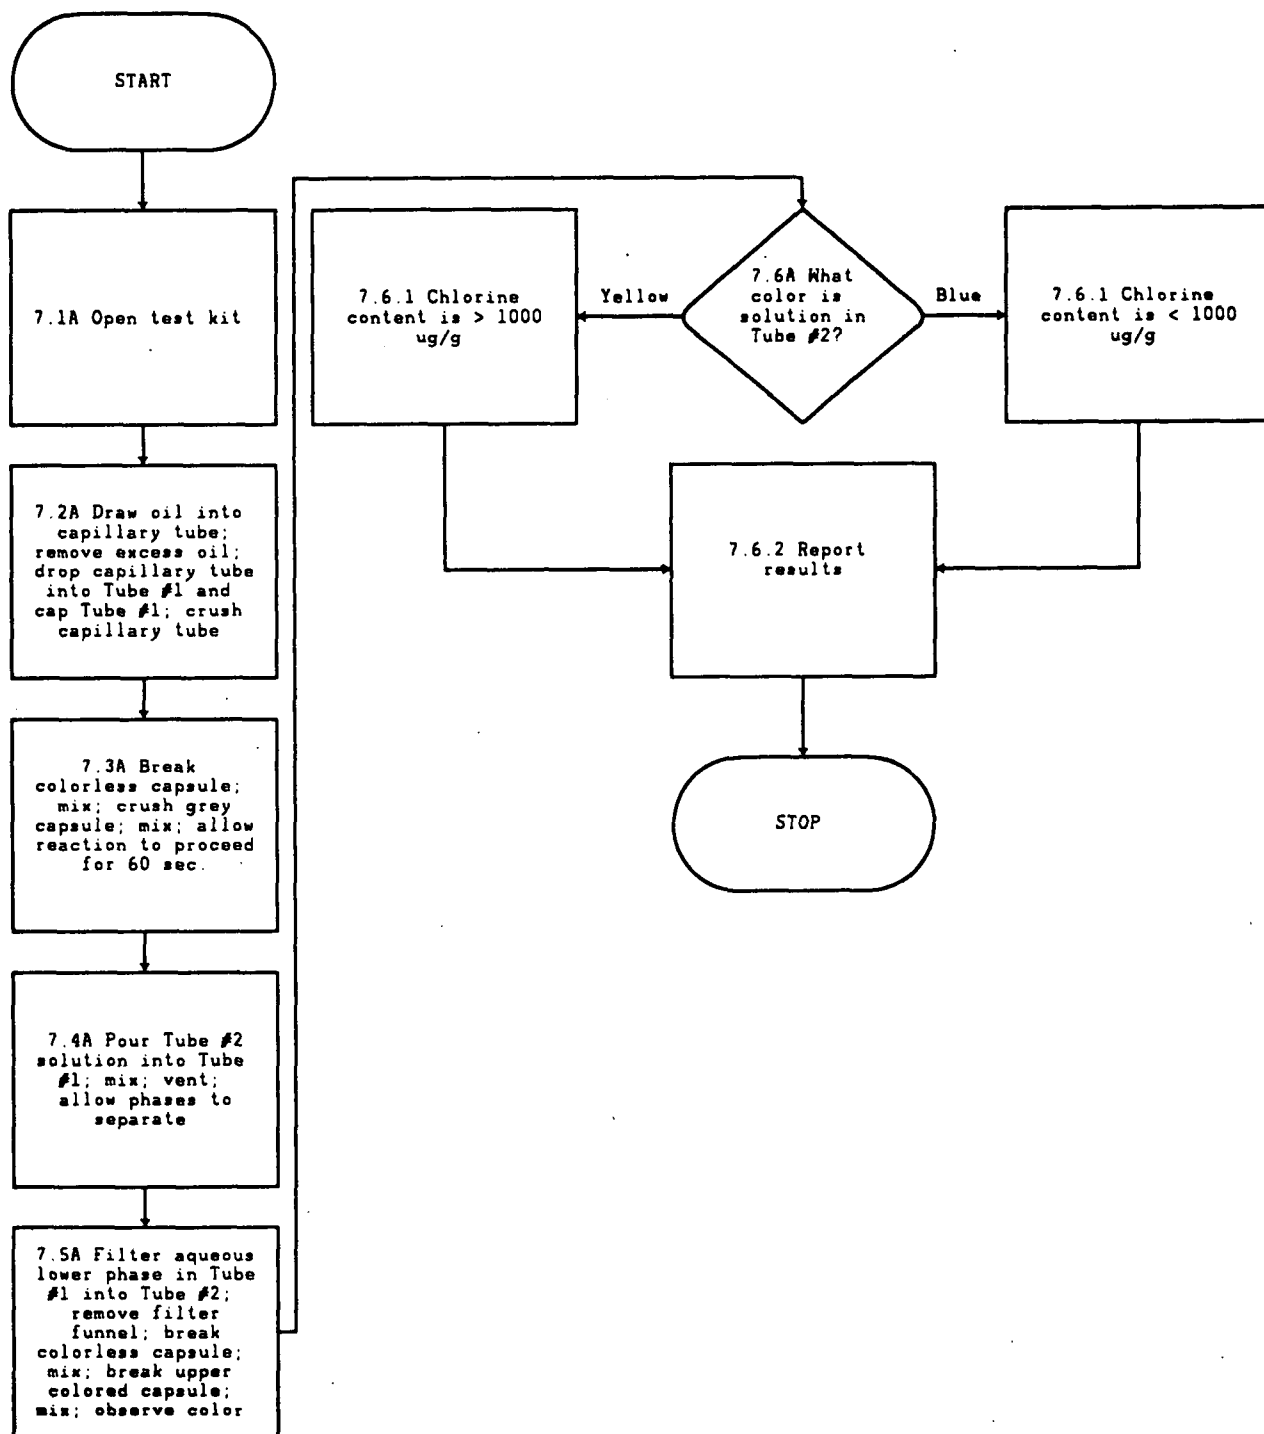 START
7.1A Open test kit
7.2A Draw oil into
capillary tube;
remove excess oil;
drop capillary tube
into Tube #1 and
cap Tube #1; crush
capillary tube
7.3A Break
colorless capsule;
mix; crush grey
capsule; mix; allow
reaction to proceed
for 60 sec.
7.4A Pour Tube #2
solution into Tube
#1; mix; vent;
allow phases to
separate
7.5A Filter aqueous
lower phase in Tube
#1 into Tube #2;
remove filter
funnel; break
colorless capsule;
mix; break upper
colored capsule;
mix; observe color
7.6A What
color is
solution in
Tube #2?
Yellow
7.6.1 Chlorine
content is > 1000
ug/g
Blue
7.6.1 Chlorine
content is < 1000
ug/g
7.6.2 Report
results
STOP